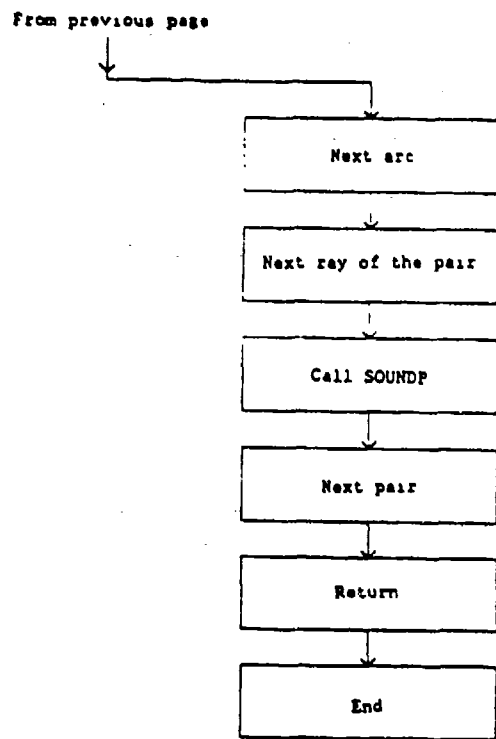 From previous page
Next arc
Next ray of the pair
Call SOUNDP
Next pair
Return
End